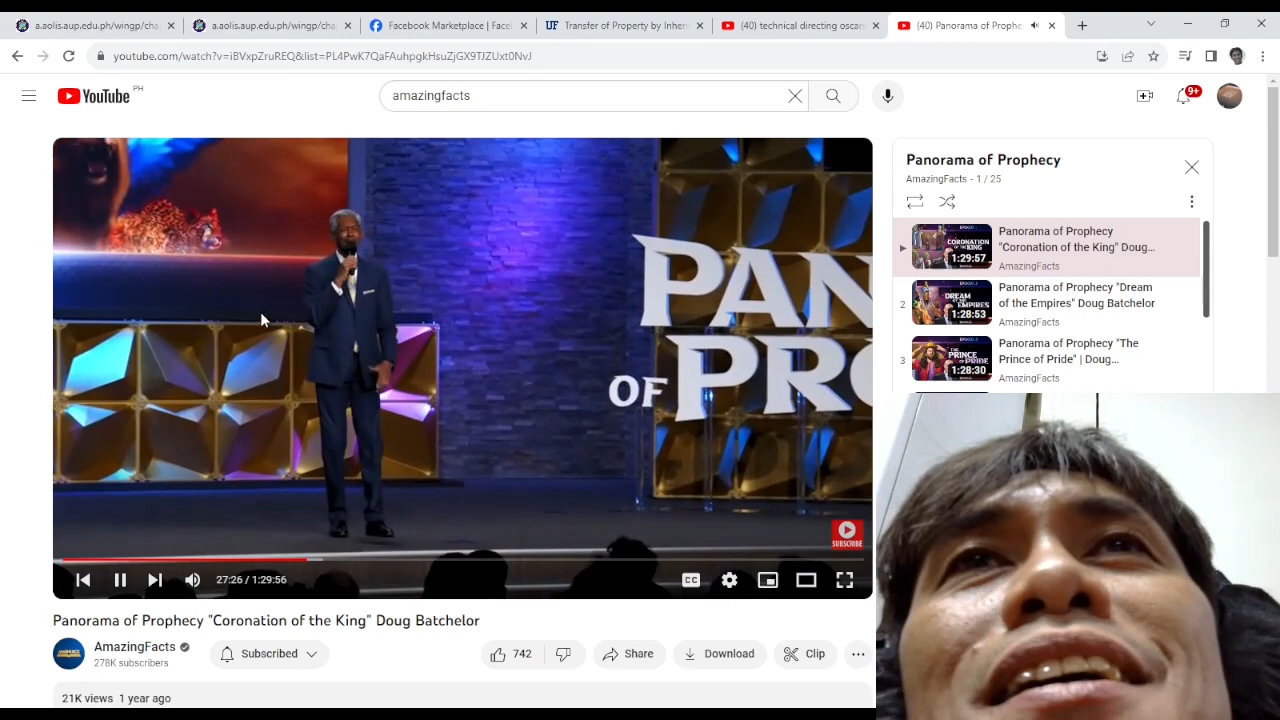 a.aolis.aup.edu.ph/wingp/cha
a.aolis.aup.edu.ph/wingp/cha
Facebook Marketplace | Facel
UF Transfer of Property by Inher
(40) technical directing oscars
(40) Panorama of Prophe
youtube.com/watch?v=iBVxpZruREQ&list=PL4PwK7QaFAuhpgkHsuZjGX9TJZUxt0NvJ
YouTube PH
amazingfacts
9+
PAN
OF PRO
SUBSCRIBE
27:26 / 1:29:56
CC
Panorama of Prophecy "Coronation of the King" Doug Batchelor
AmazingFacts
278K subscribers
Subscribed
742
Share
Download
Clip
21K views 1 year ago
Panorama of Prophecy
AmazingFacts - 1 / 25
CORONATION
OF THE KING
1:29:57
Panorama of Prophecy
"Coronation of the King" Doug...
AmazingFacts
2
DREAM
OF THE EMPIRES
1:28:53
Panorama of Prophecy "Dream
of the Empires" Doug Batchelor
AmazingFacts
3
THE
PRINCE
OF PRIDE
1:28:30
Panorama of Prophecy "The
Prince of Pride" | Doug...
AmazingFacts